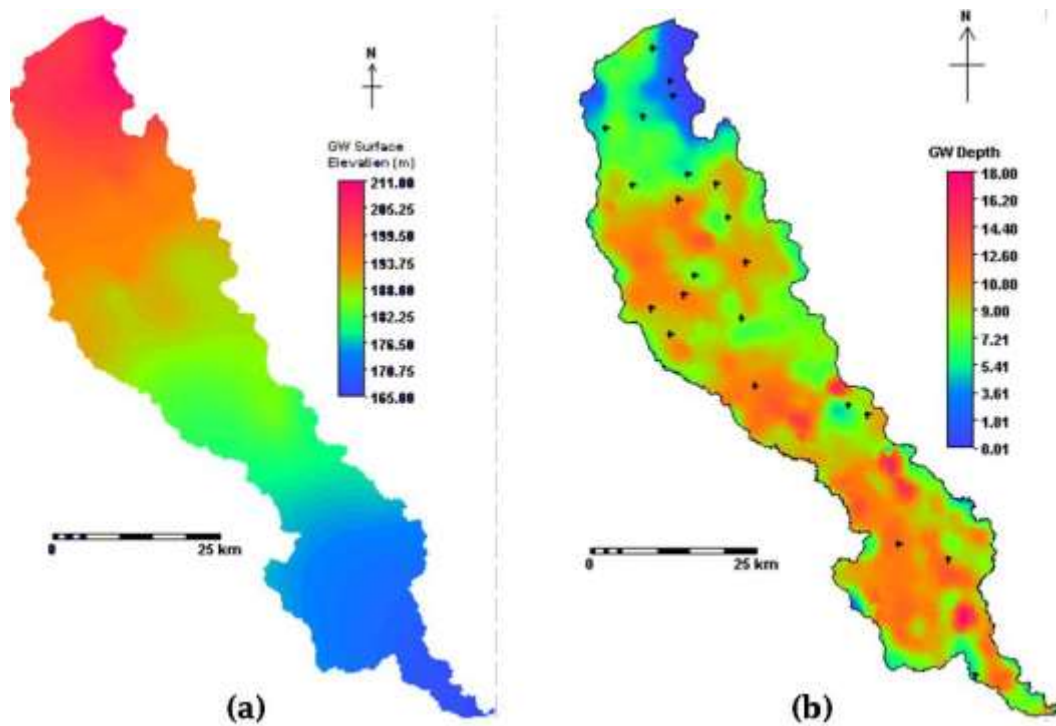 N
GW Surface
Elevation (m)
211.00
205.25
199.50
193.75
188.00
182.25
176.50
170.75
165.00
0 25 km
(a)
N
GW Depth
18.00
16.20
14.40
12.60
10.80
9.00
7.21
5.41
3.61
1.81
0.01
0 25 km
(b)